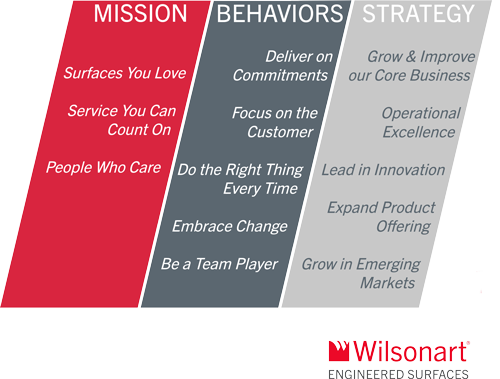 MISSION
Surfaces You Love
Service You Can
Count On
People Who Care
BEHAVIORS
Deliver on
Commitments
Focus on the
Customer
Do the Right Thing
Every Time
Embrace Change
Be a Team Player
STRATEGY
Grow & Improve
our Core Business
Operational
Excellence
Lead in Innovation
Expand Product
Offering
Grow in Emerging
Markets
Wilsonart®
ENGINEERED SURFACES